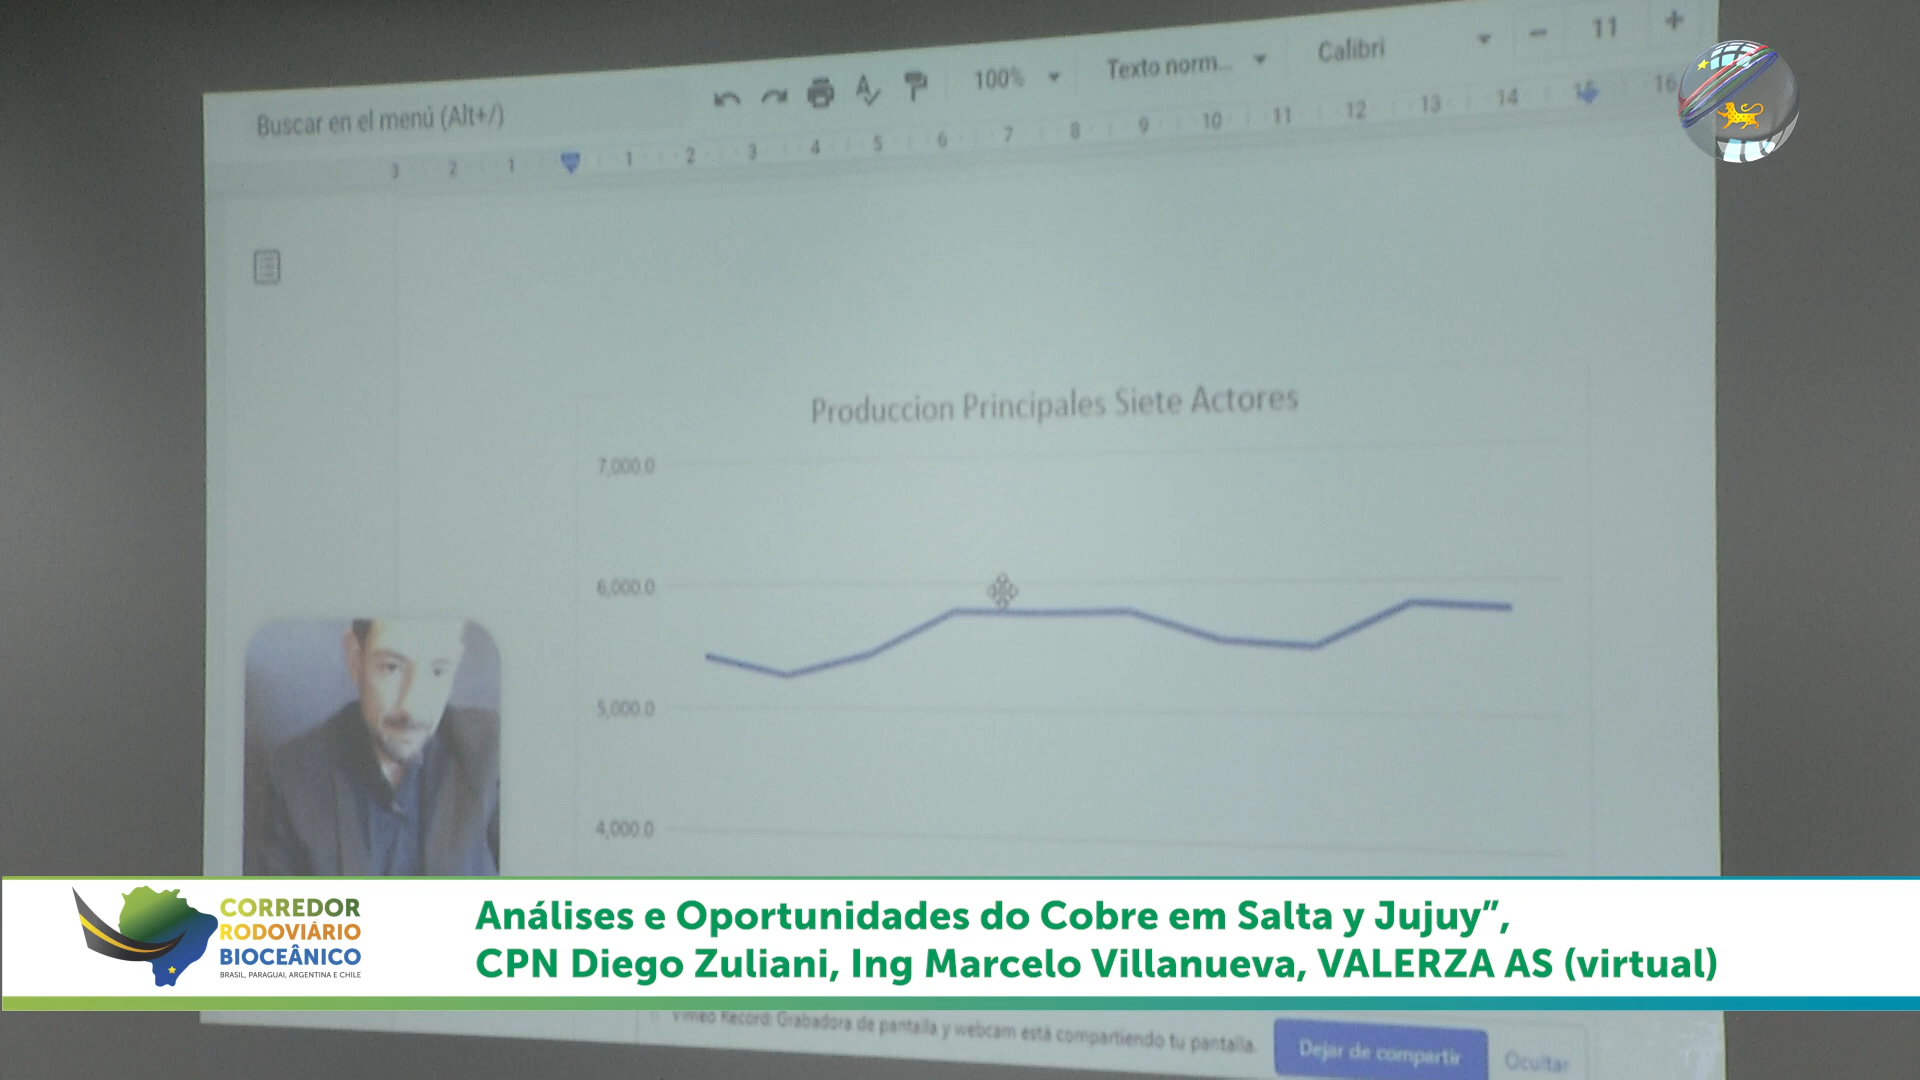 Buscar en el menú (Alt+/)
100%
Texto norm...
Calibri
11
3 2 1 1 2 3 4 5 6 7 8 9 10 11 12 13 14 15 16
Produccion Principales Siete Actores
7,000.0
6,000.0
5,000.0
4,000.0
CORREDOR
RODOVIÁRIO
BIOCEÂNICO
BRASIL, PARAGUAI, ARGENTINA E CHILE
Análises e Oportunidades do Cobre em Salta y Jujuy”,
CPN Diego Zuliani, Ing Marcelo Villanueva, VALERZA AS (virtual)
Vimeo Record: Grabadora de pantalla y webcam está compartiendo tu pantalla.
Dejar de compartir
Ocultar